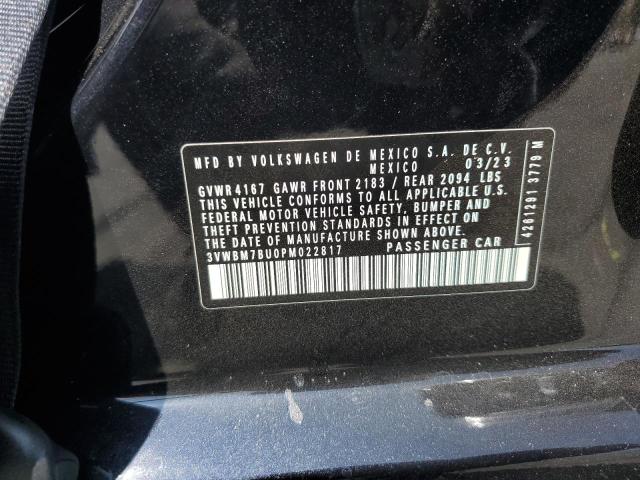 MFD BY VOLKSWAGEN DE MEXICO S.A. DE C.V.
MEXICO 03/23
GVWR4167 GAWR FRONT 2183 / REAR 2094 LBS
THIS VEHICLE CONFORMS TO ALL APPLICABLE U.S.
FEDERAL MOTOR VEHICLE SAFETY, BUMPER AND
THEFT PREVENTION STANDARDS IN EFFECT ON
THE DATE OF MANUFACTURE SHOWN ABOVE.
3VWBM7BU0PM022817 PASSENGER CAR
4261291 3779 M